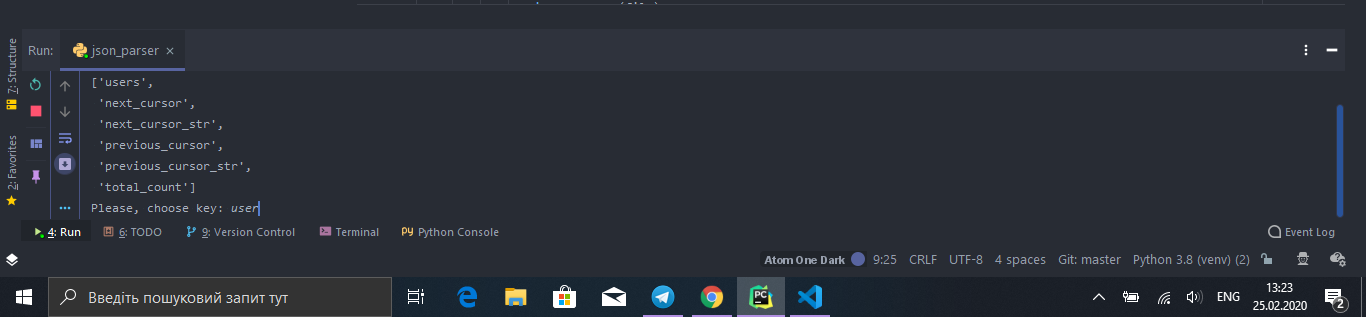 Run: json_parser
7: Structure
2: Favorites
['users',
'next_cursor',
'next_cursor_str',
'previous_cursor',
'previous_cursor_str',
'total_count']
Please, choose key: user
4: Run 6: TODO 9: Version Control Terminal Python Console Event Log
Atom One Dark 9:25 CRLF UTF-8 4 spaces Git: master Python 3.8 (venv) (2)
Введіть пошуковий запит тут
PC
ENG
13:23
25.02.2020
2